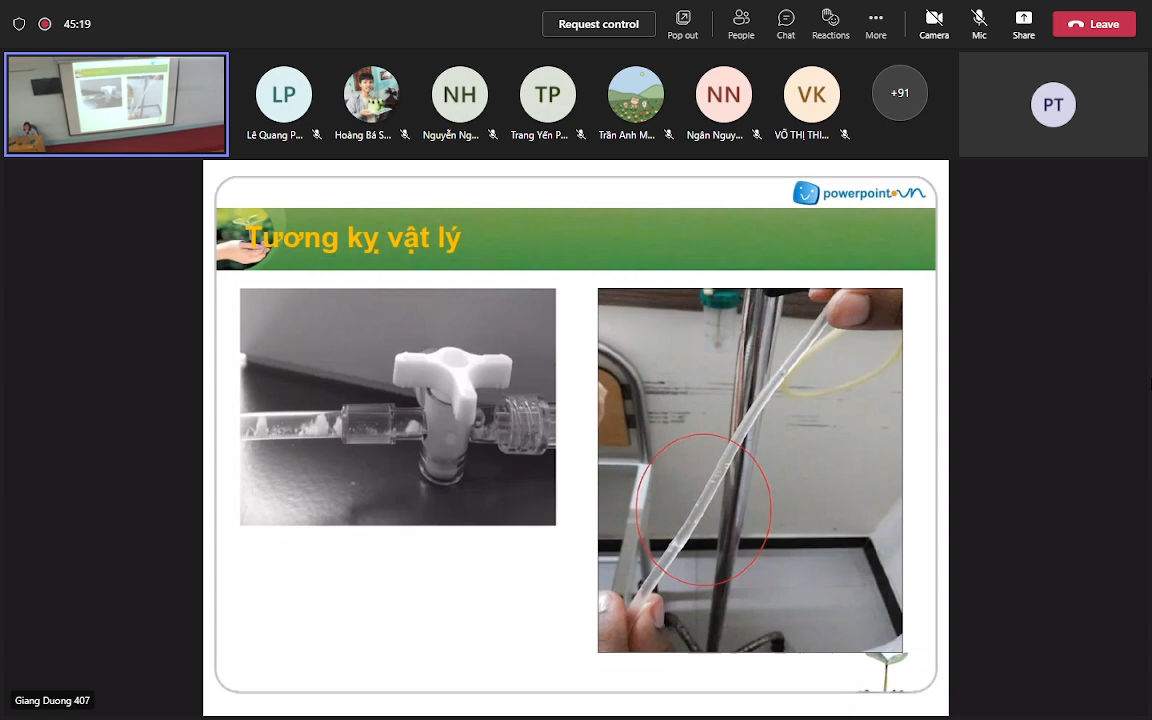 45:19
Request control
Pop out
People
Chat
Reactions
More
Camera
Mic
Share
Leave
LP
NH
TP
NN
VK
+91
PT
Lê Quang P...
Hoàng Bá S...
Nguyễn Ng...
Trang Yến P...
Trần Anh M...
Ngân Nguy...
VÕ THỊ THI...
powerpoint.vn
Tương kỵ vật lý
Giang Duong 407